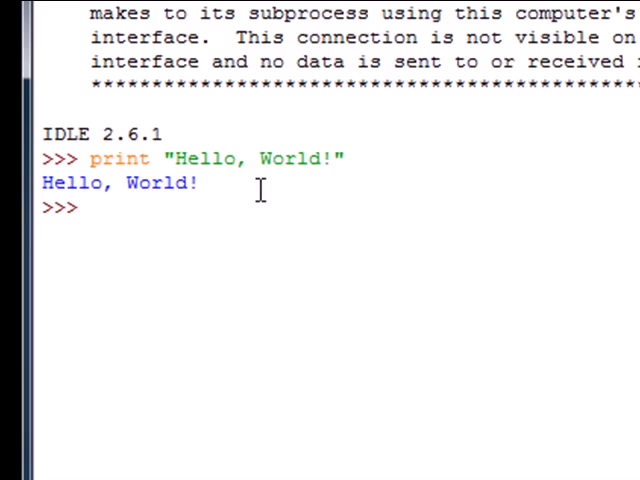 makes to its subprocess using this computer's
interface.  This connection is not visible on
interface and no data is sent to or received
****************************************************
IDLE 2.6.1
>>> print "Hello, World!"
Hello, World!
>>>